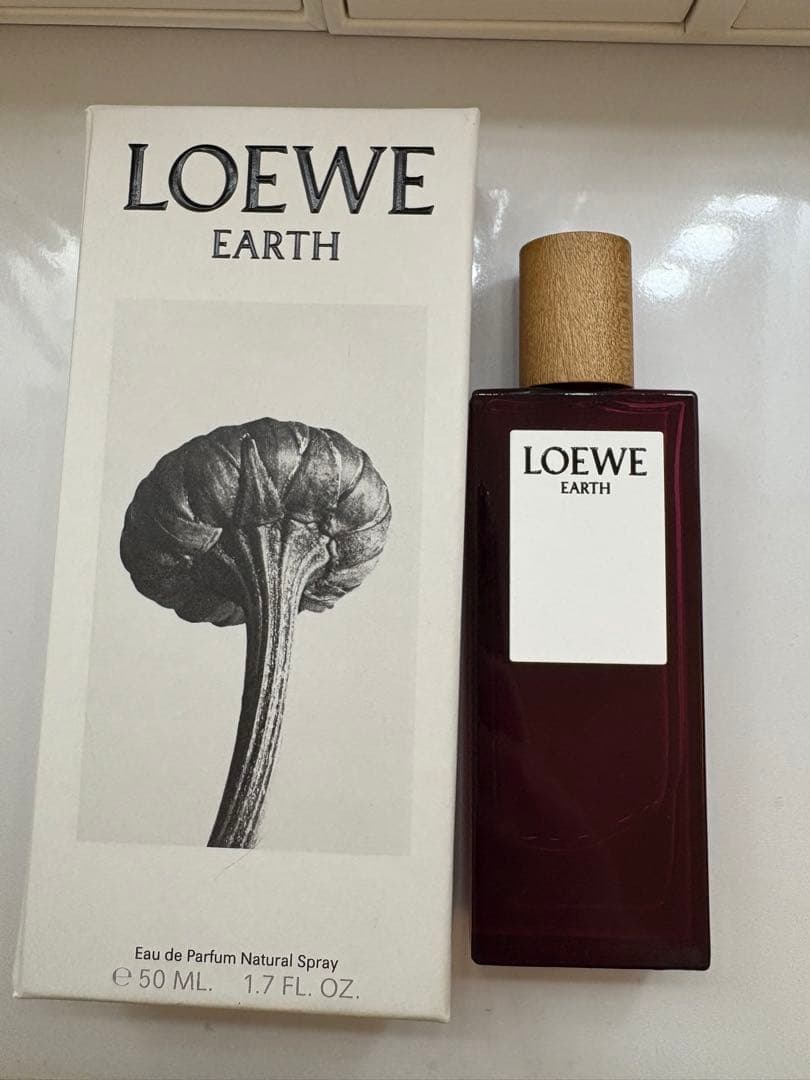 LOEWE
EARTH
Eau de Parfum Natural Spray
℮ 50 ML. 1.7 FL. OZ.
LOEWE
EARTH